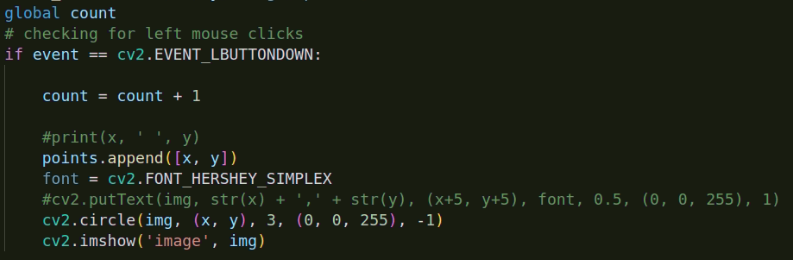 global count
# checking for left mouse clicks
if event == cv2.EVENT_LBUTTONDOWN:
count = count + 1
#print(x, ' ', y)
points.append([x, y])
font = cv2.FONT_HERSHEY_SIMPLEX
#cv2.putText(img, str(x) + ',' + str(y), (x+5, y+5), font, 0.5, (0, 0, 255), 1)
cv2.circle(img, (x, y), 3, (0, 0, 255), -1)
cv2.imshow('image', img)